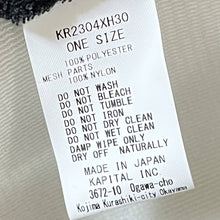 KR2304XH30
ONE SIZE
100% POLYESTER
MESH PARTS
100% NYLON
DO NOT WASH
DO NOT BLEACH
DO NOT TUMBLE
DO NOT IRON
DO NOT DRY CLEAN
DO NOT WET CLEAN
DAMP WIPE ONLY
DRY OFF NATURALLY
MADE IN JAPAN
KAPITAL INC.
3672-10 Ogawa-cho
Kojima Kurashiki-city Okayama